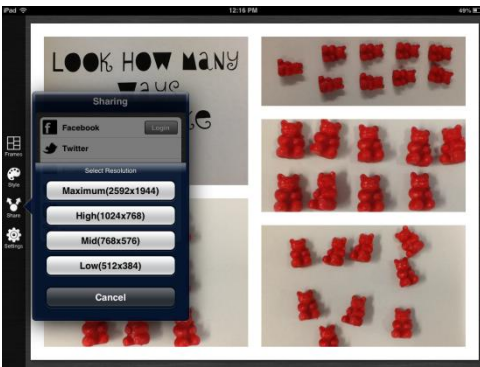 iPad
12:16 PM
49%
LOOK HOW MANY
Sharing
Facebook
Login
Twitter
Select Resolution
Maximum(2592x1944)
High(1024x768)
Mid(768x576)
Low(512x384)
Cancel
Frames
Style
Share
Settings